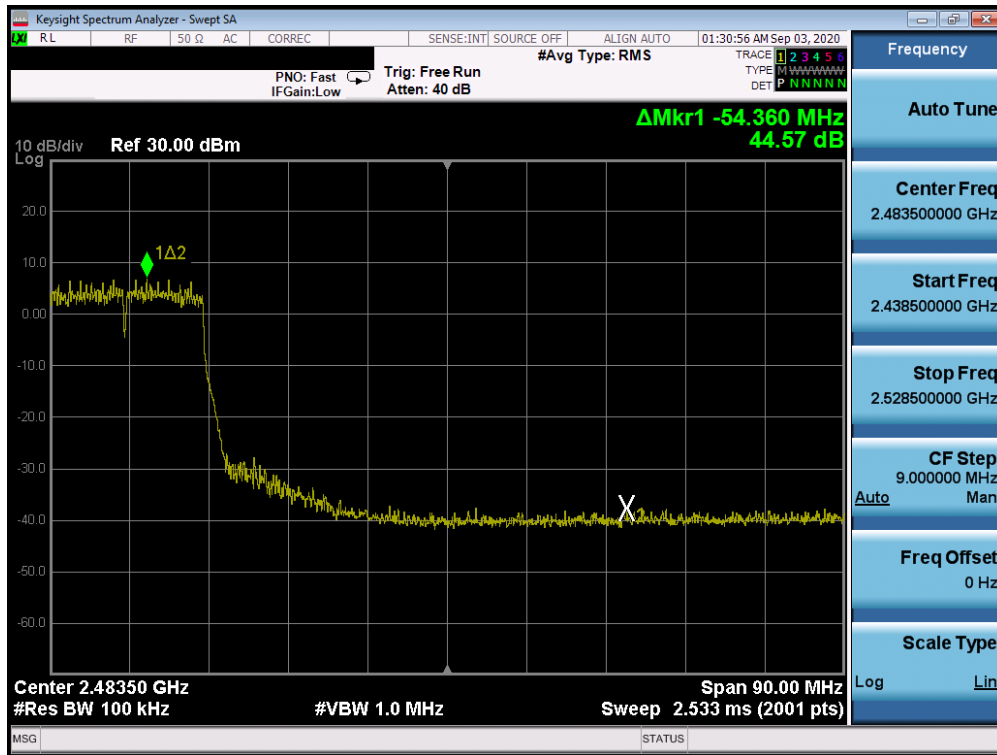 Keysight Spectrum Analyzer - Swept SA
LXI RL RF 50 Ω AC CORREC SENSE:INT SOURCE OFF ALIGN AUTO 01:30:56 AM Sep 03, 2020
Frequency
#Avg Type: RMS
TRACE 1 2 3 4 5 6
PNO: Fast Trig: Free Run
TYPE M WWWWW
IFGain:Low Atten: 40 dB
DET P N N N N N
Auto Tune
ΔMkr1 -54.360 MHz
44.57 dB
10 dB/div Ref 30.00 dBm
Log
20.0
10.0
0.00
-10.0
-20.0
-30.0
-40.0
-50.0
-60.0
1Δ2
X2
Center 2.48350 GHz Span 90.00 MHz
#Res BW 100 kHz #VBW 1.0 MHz Sweep 2.533 ms (2001 pts)
Center Freq
2.483500000 GHz
Start Freq
2.438500000 GHz
Stop Freq
2.528500000 GHz
CF Step
9.000000 MHz
Auto Man
Freq Offset
0 Hz
Scale Type
Log Lin
MSG STATUS